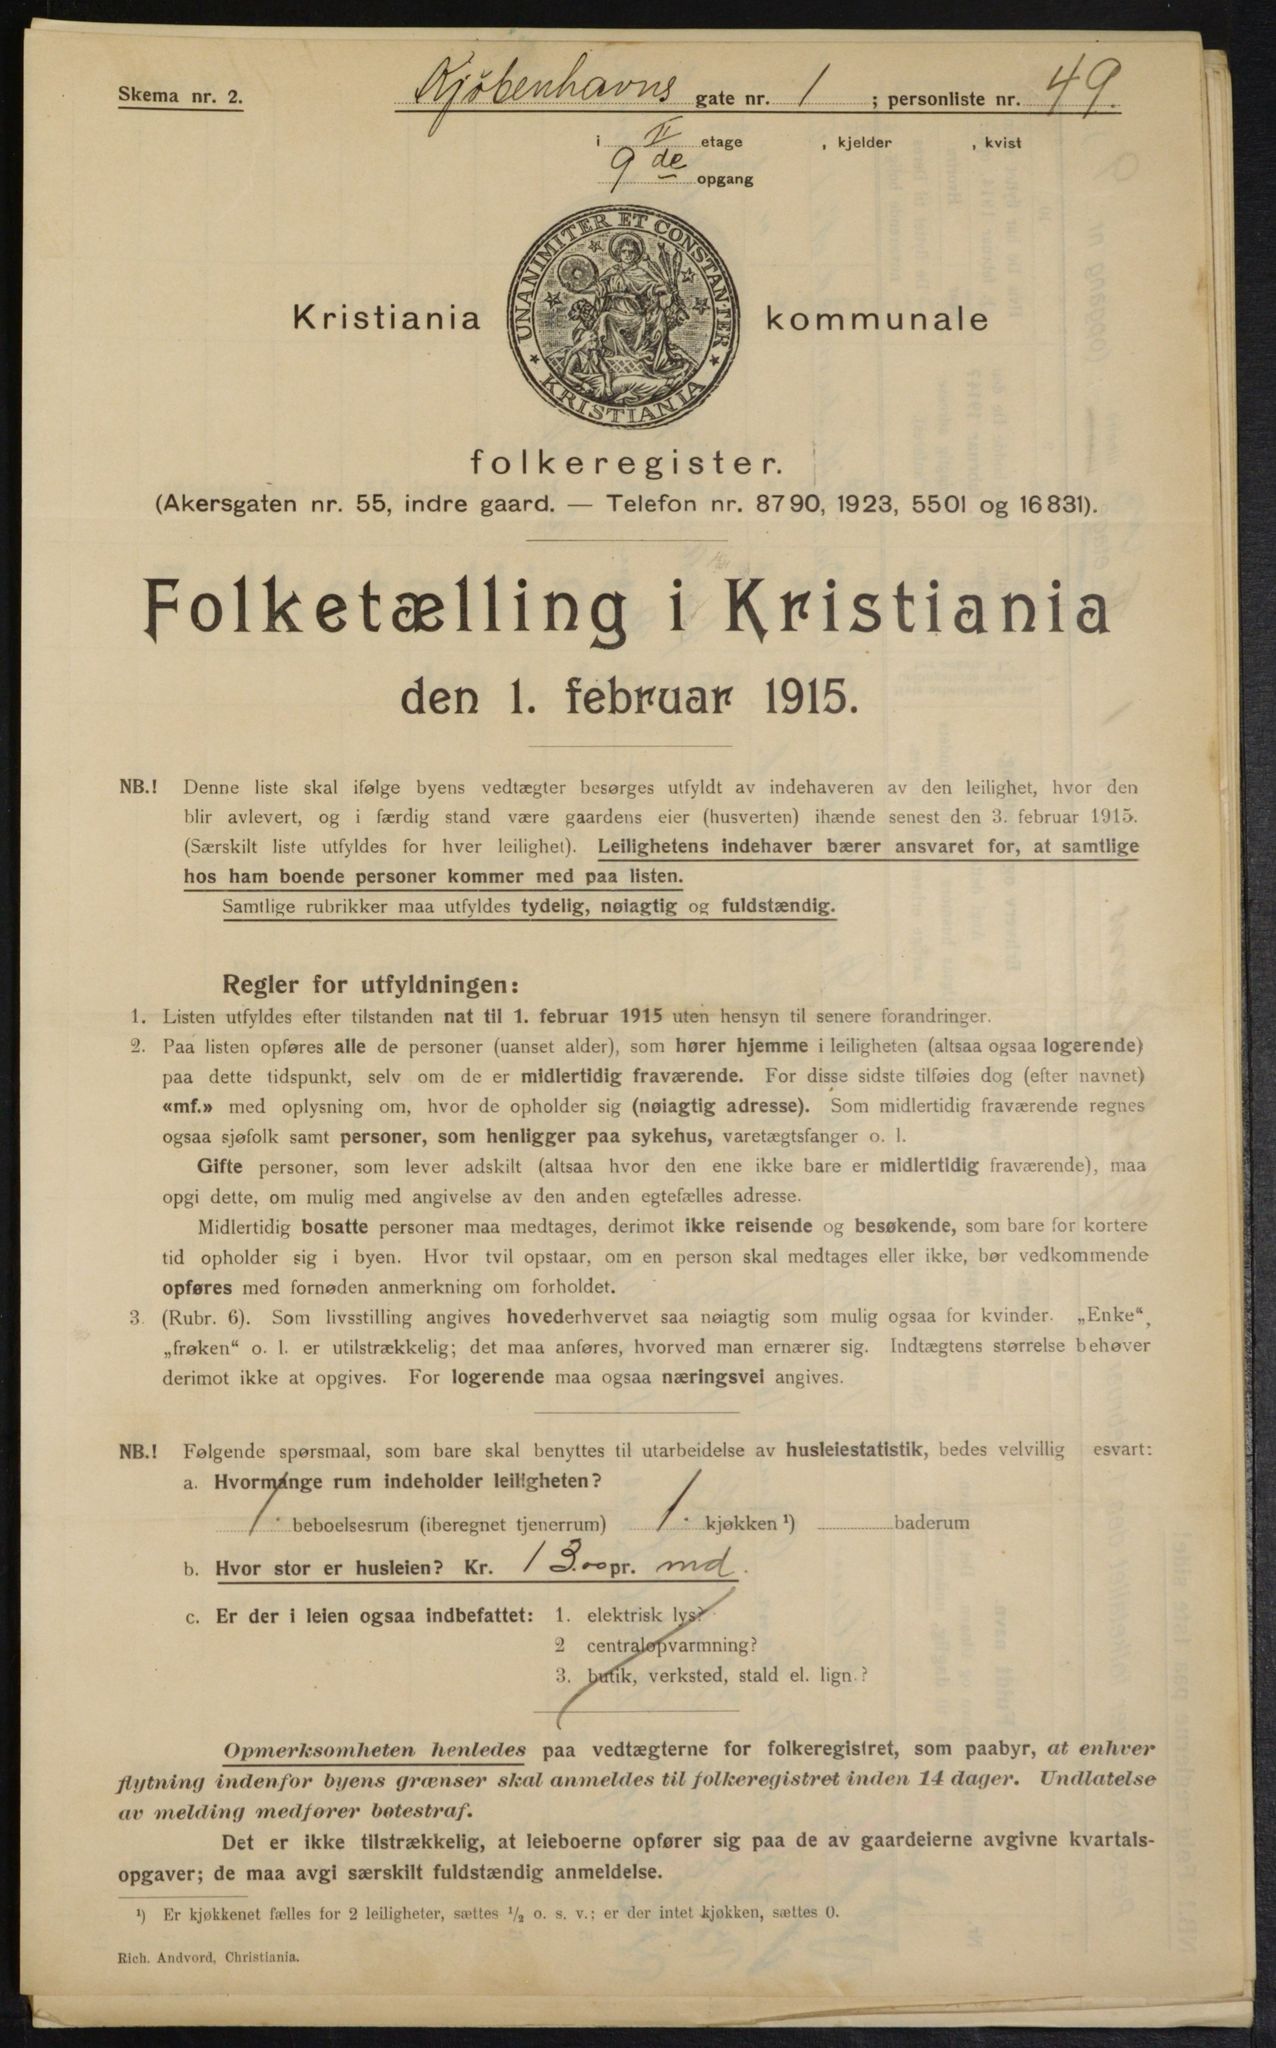 Skema nr. 2.
Kjöbenhavns gate nr. 1 ; personliste nr. 49.
i II etage , kjelder , kvist
9 de opgang
UNANIMITER ET CONSTANTER
KRISTIANIA
Kristiania kommunale
folkeregister.
(Akersgaten nr. 55, indre gaard. — Telefon nr. 8790, 1923, 5501 og 16831).
Folketælling i Kristiania
den 1. februar 1915.
NB.! Denne liste skal ifølge byens vedtægter besørges utfyldt av indehaveren av den leilighet, hvor den
blir avlevert, og i færdig stand være gaardens eier (husverten) ihænde senest den 3. februar 1915.
(Særskilt liste utfyldes for hver leilighet). Leilighetens indehaver bærer ansvaret for, at samtlige
hos ham boende personer kommer med paa listen.
Samtlige rubrikker maa utfyldes tydelig, nøiagtig og fuldstændig.
Regler for utfyldningen:
1. Listen utfyldes efter tilstanden nat til 1. februar 1915 uten hensyn til senere forandringer.
2. Paa listen opføres alle de personer (uanset alder), som hører hjemme i leiligheten (altsaa ogsaa logerende)
paa dette tidspunkt, selv om de er midlertidig fraværende. For disse sidste tilføies dog (efter navnet)
«mf.» med oplysning om, hvor de opholder sig (nøiagtig adresse). Som midlertidig fraværende regnes
ogsaa sjøfolk samt personer, som henligger paa sykehus, varetægtsfanger o. l.
Gifte personer, som lever adskilt (altsaa hvor den ene ikke bare er midlertidig fraværende), maa
opgi dette, om mulig med angivelse av den anden egtefælles adresse.
Midlertidig bosatte personer maa medtages, derimot ikke reisende og besøkende, som bare for kortere
tid opholder sig i byen. Hvor tvil opstaar, om en person skal medtages eller ikke, bør vedkommende
opføres med fornøden anmerkning om forholdet.
3 (Rubr. 6). Som livsstilling angives hovederhvervet saa nøiagtig som mulig ogsaa for kvinder. „Enke“,
„frøken“ o. l. er utilstrækkelig; det maa anføres, hvorved man ernærer sig. Indtægtens størrelse behøver
derimot ikke at opgives. For logerende maa ogsaa næringsvei angives.
NB.! Følgende spørsmaal, som bare skal benyttes til utarbeidelse av husleiestatistik, bedes velvillig esvart:
a. Hvormange rum indeholder leiligheten?
1. beboelsesrum (iberegnet tjenerrum) 1. kjøkken ¹) baderum
b. Hvor stor er husleien? Kr. 13.00 pr. md.
c. Er der i leien ogsaa indbefattet: 1. elektrisk lys?
2 centralopvarmning?
3. butik, verksted, stald el. lign.?
Opmerksomheten henledes paa vedtægterne for folkeregistret, som paabyr, at enhver
flytning indenfor byens grænser skal anmeldes til folkeregistret inden 14 dager. Undlatelse
av melding medfører bøtestraf.
Det er ikke tilstrækkelig, at leieboerne opfører sig paa de av gaardeierne avgivne kvartals-
opgaver; de maa avgi særskilt fuldstændig anmeldelse.
¹) Er kjøkkenet fælles for 2 leiligheter, sættes ½ o. s. v.; er der intet kjøkken, sættes 0.
Rich. Andvord, Christiania.